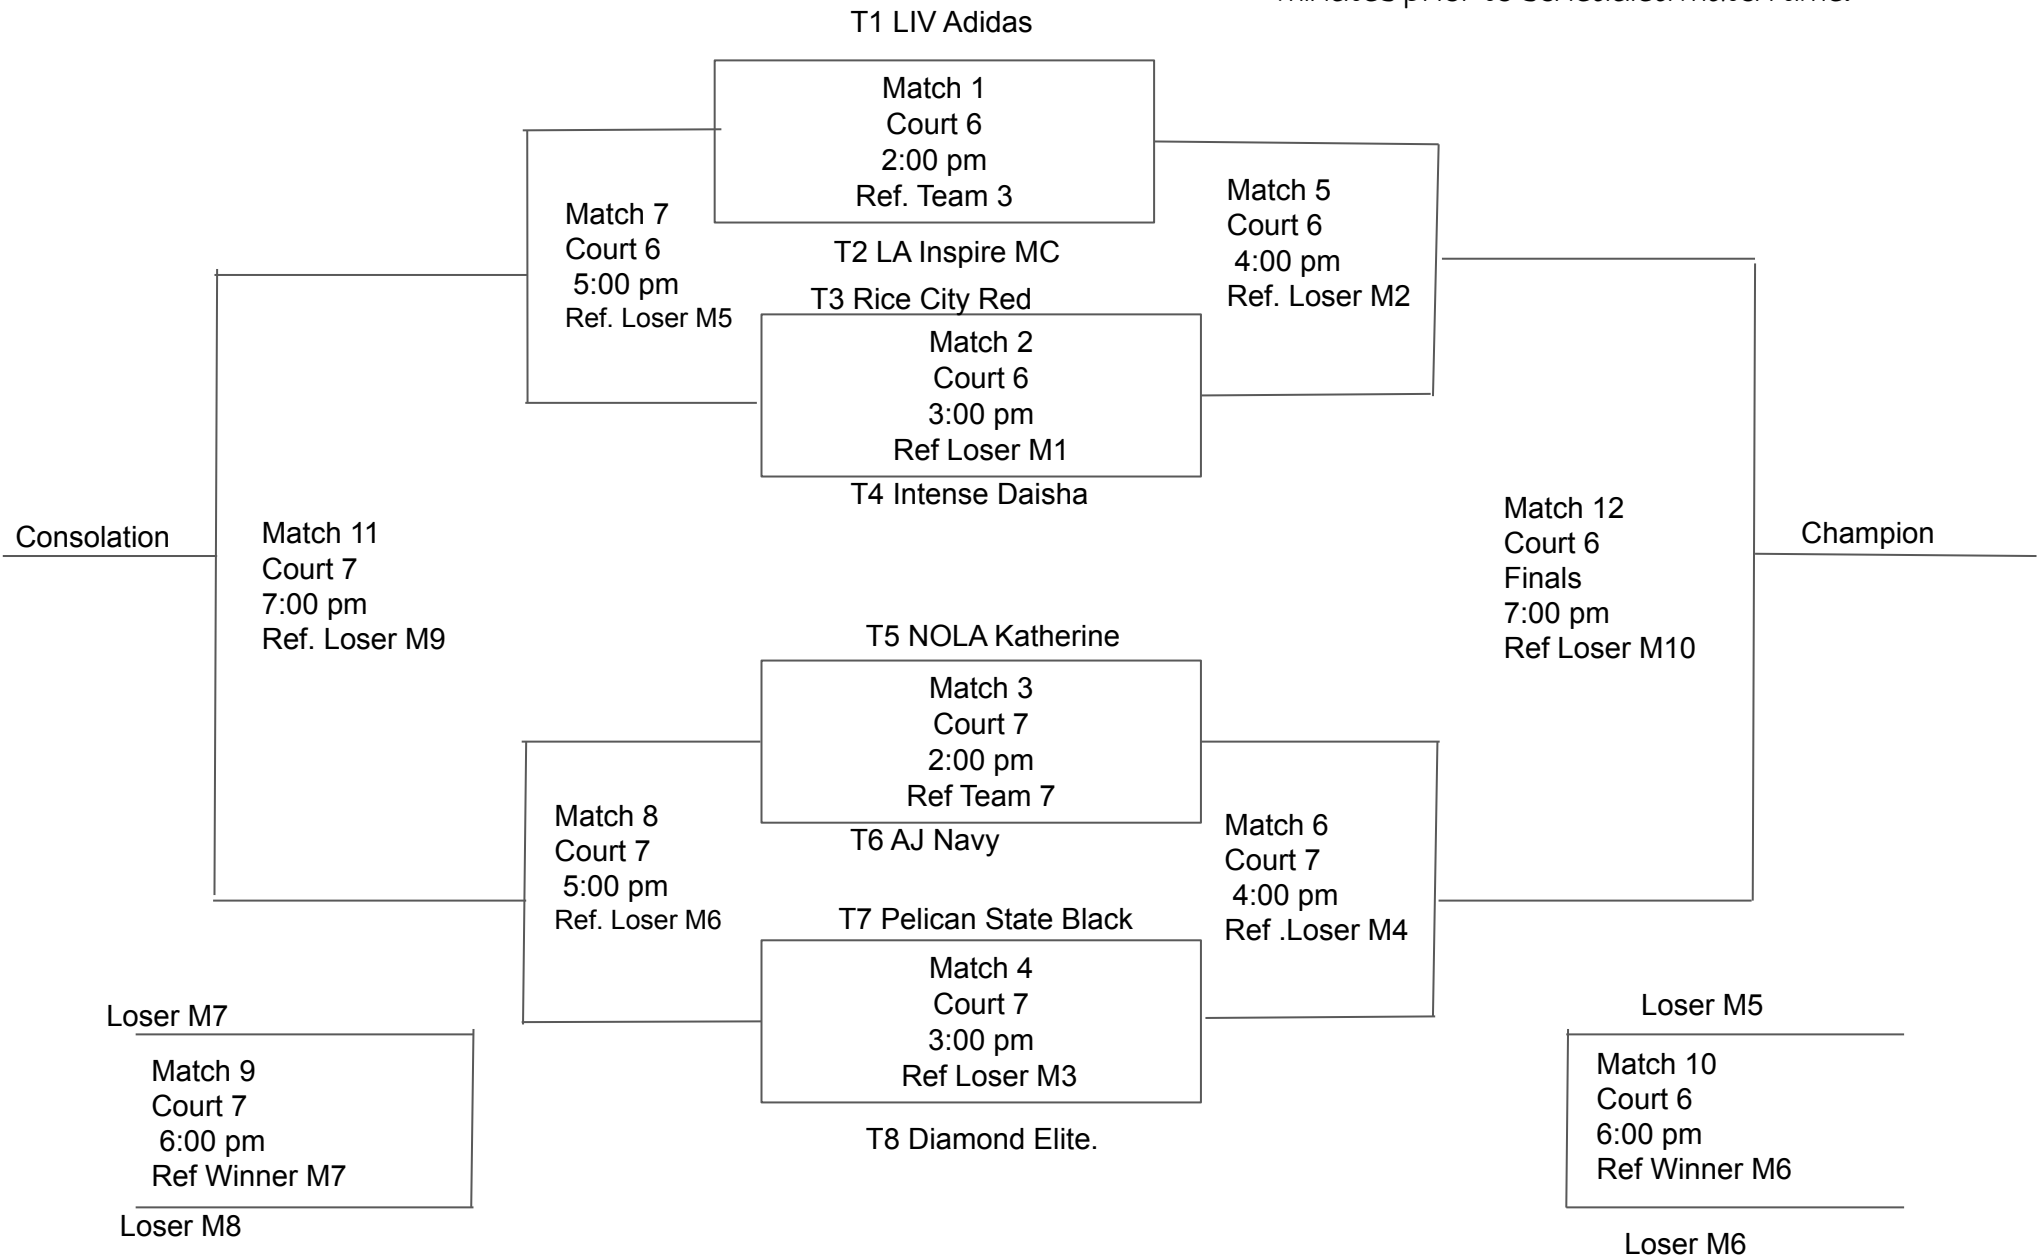 minutes prior to scheduled match time.
T1 LIV Adidas
Match 1
Court 6
2:00 pm
Ref. Team 3
T2 LA Inspire MC
Match 7
Court 6
5:00 pm
Ref. Loser M5
Match 5
Court 6
4:00 pm
Ref. Loser M2
T3 Rice City Red
Match 2
Court 6
3:00 pm
Ref Loser M1
T4 Intense Daisha
Consolation
Match 11
Court 7
7:00 pm
Ref. Loser M9
Match 12
Court 6
Finals
7:00 pm
Ref Loser M10
Champion
T5 NOLA Katherine
Match 3
Court 7
2:00 pm
Ref Team 7
T6 AJ Navy
Match 8
Court 7
5:00 pm
Ref. Loser M6
Match 6
Court 7
4:00 pm
Ref .Loser M4
T7 Pelican State Black
Match 4
Court 7
3:00 pm
Ref Loser M3
T8 Diamond Elite.
Loser M7
Match 9
Court 7
6:00 pm
Ref Winner M7
Loser M8
Loser M5
Match 10
Court 6
6:00 pm
Ref Winner M6
Loser M6